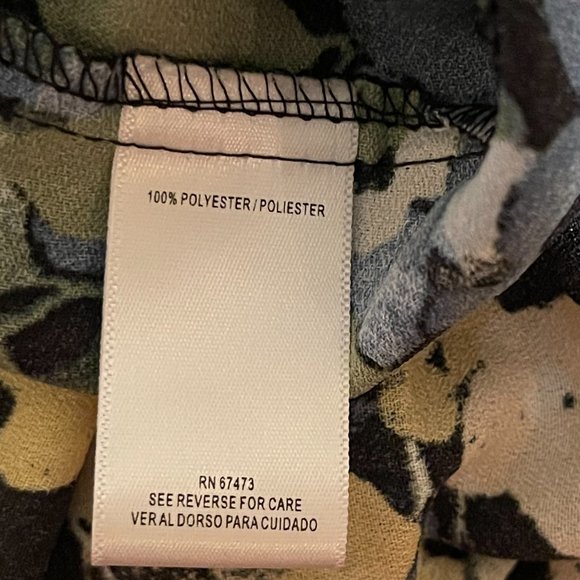 100% POLYESTER / POLIESTER
RN 67473
SEE REVERSE FOR CARE
VER AL DORSO PARA CUIDADO